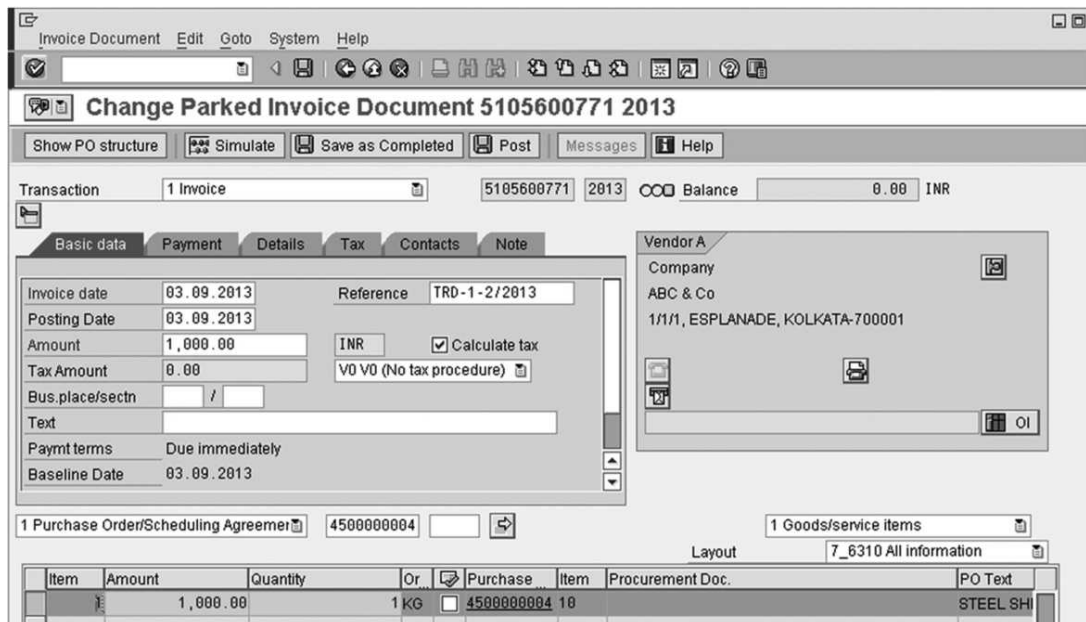 Invoice Document Edit Goto System Help
Change Parked Invoice Document 5105600771 2013
Show PO structure Simulate Save as Completed Post Messages Help
Transaction 1 Invoice 5105600771 2013 Balance 0.00 INR
Basic data Payment Details Tax Contacts Note
Vendor A
Company
ABC & Co
1/1/1, ESPLANADE, KOLKATA-700001
OI
Invoice date 03.09.2013 Reference TRD-1-2/2013
Posting Date 03.09.2013
Amount 1,000.00 INR Calculate tax
Tax Amount 0.00 V0 V0 (No tax procedure)
Bus.place/sectn /
Text
Paymt terms Due immediately
Baseline Date 03.09.2013
1 Purchase Order/Scheduling Agreemer 4500000004 1 Goods/service items
Layout 7_6310 All information
Item Amount Quantity Or... Purchase ... Item Procurement Doc. PO Text
1,000.00 1 KG 4500000004 10 STEEL SHI